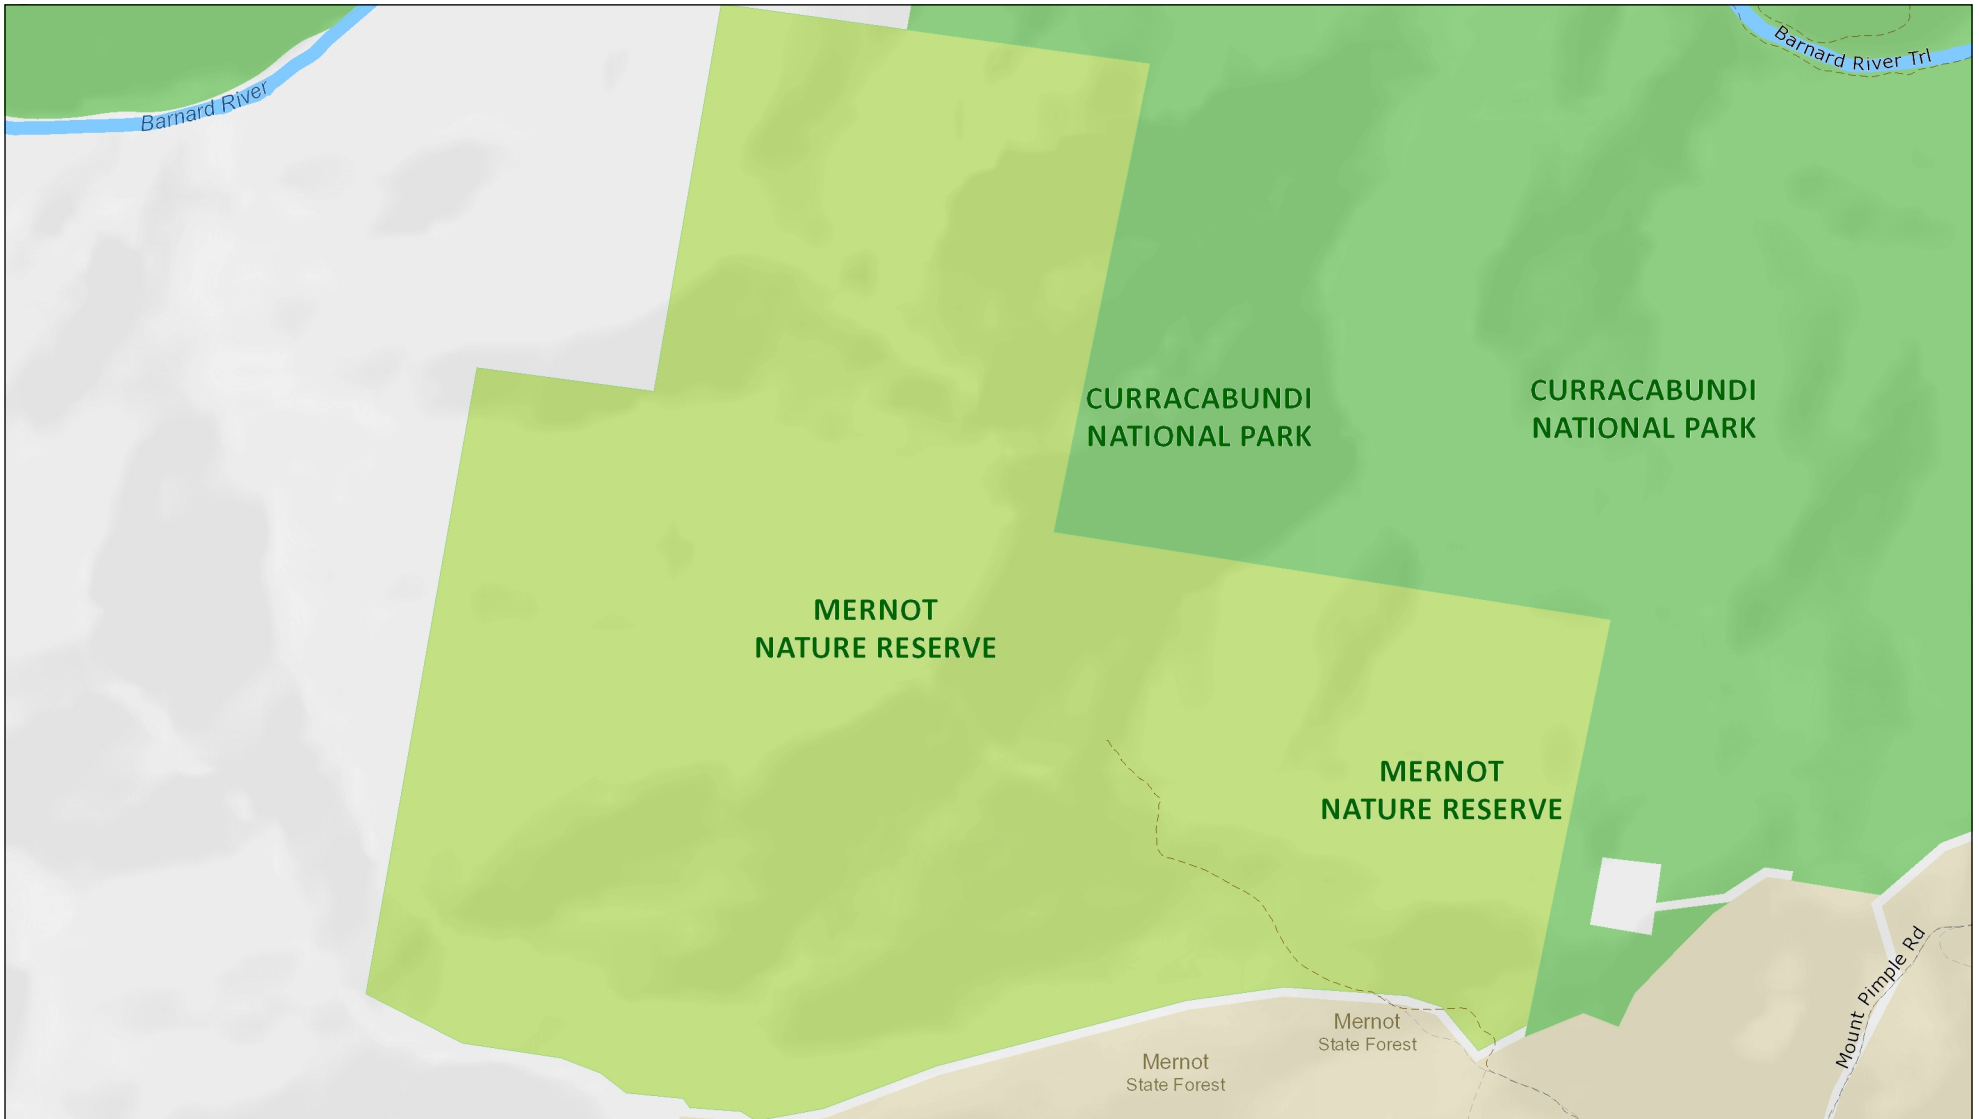 Barnard River Trl
Barnard River
CURRACABUNDI
NATIONAL PARK
CURRACABUNDI
NATIONAL PARK
MERNOT
NATURE RESERVE
MERNOT
NATURE RESERVE
Mount Pimple Rd
Mernot
State Forest
Mernot
State Forest